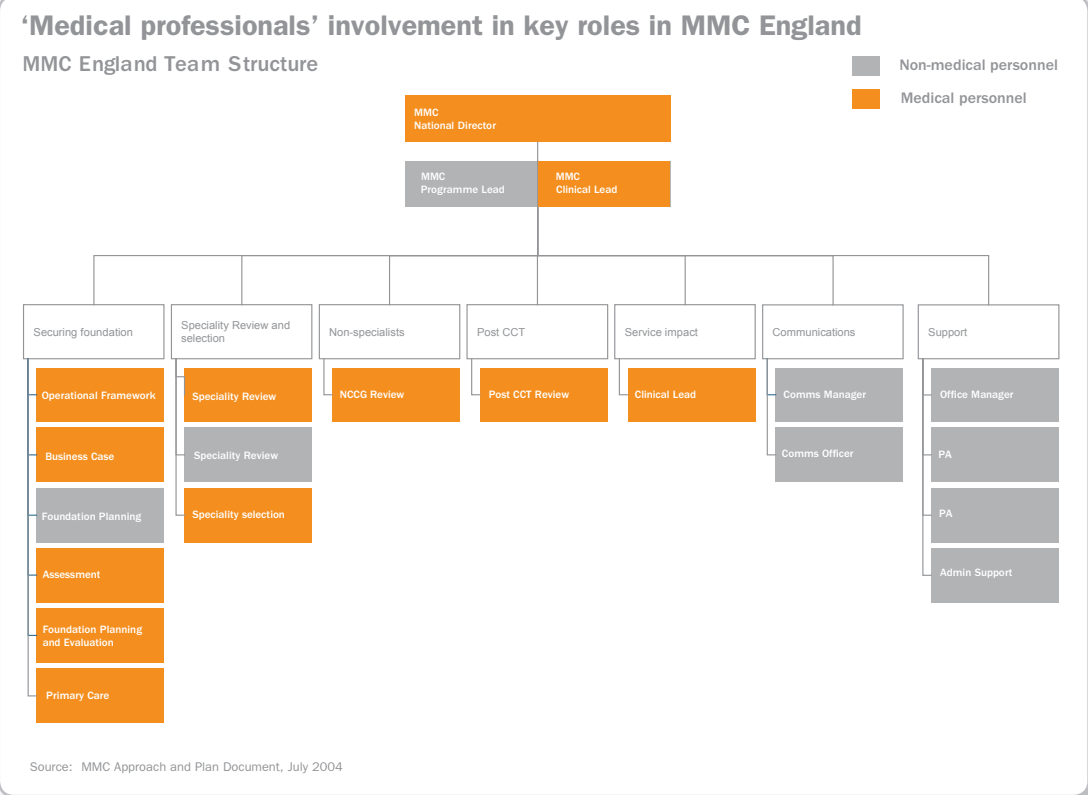 ‘Medical professionals’ involvement in key roles in MMC England
MMC England Team Structure
Non-medical personnel
Medical personnel
MMC
National Director
MMC
Programme Lead
MMC
Clinical Lead
Securing foundation
Speciality Review and
selection
Non-specialists
Post CCT
Service impact
Communications
Support
Operational Framework
Business Case
Foundation Planning
Assessment
Foundation Planning
and Evaluation
Primary Care
Speciality Review
Speciality Review
Speciality selection
NCCG Review
Post CCT Review
Clinical Lead
Comms Manager
Comms Officer
Office Manager
PA
PA
Admin Support
Source: MMC Approach and Plan Document, July 2004